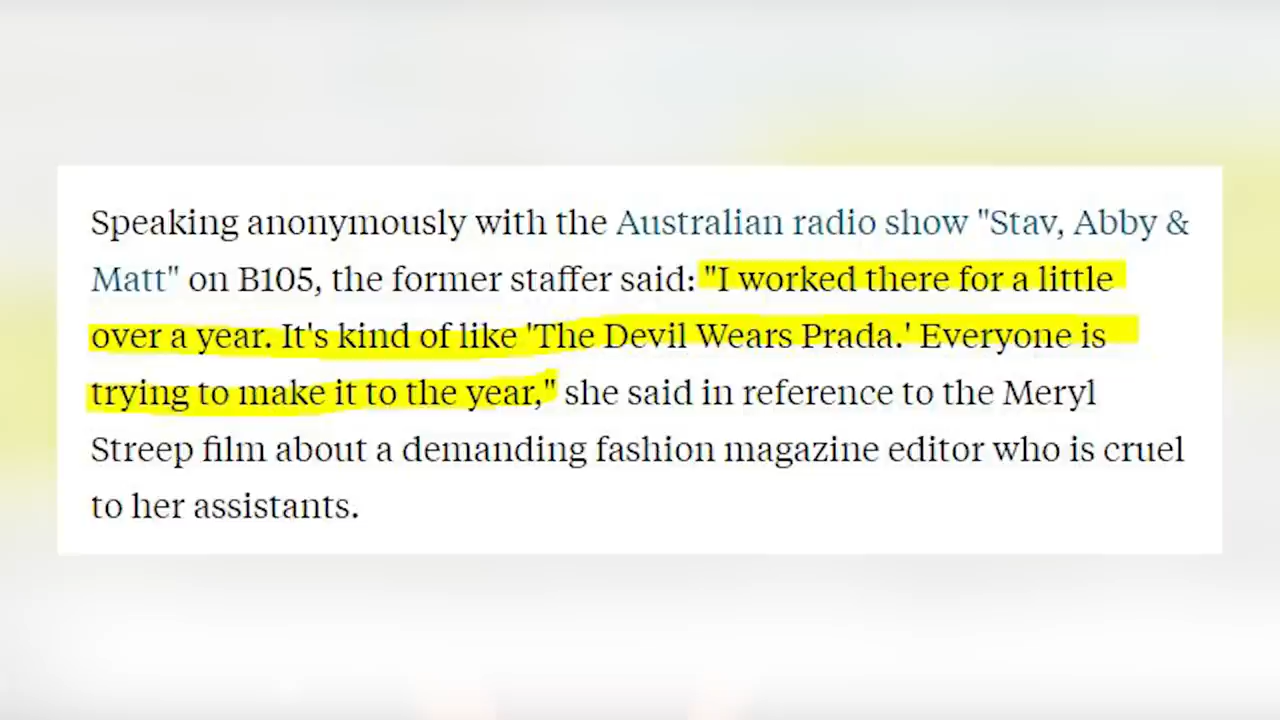 Speaking anonymously with the Australian radio show "Stav, Abby &
Matt" on B105, the former staffer said: "I worked there for a little
over a year. It's kind of like 'The Devil Wears Prada.' Everyone is
trying to make it to the year," she said in reference to the Meryl
Streep film about a demanding fashion magazine editor who is cruel
to her assistants.